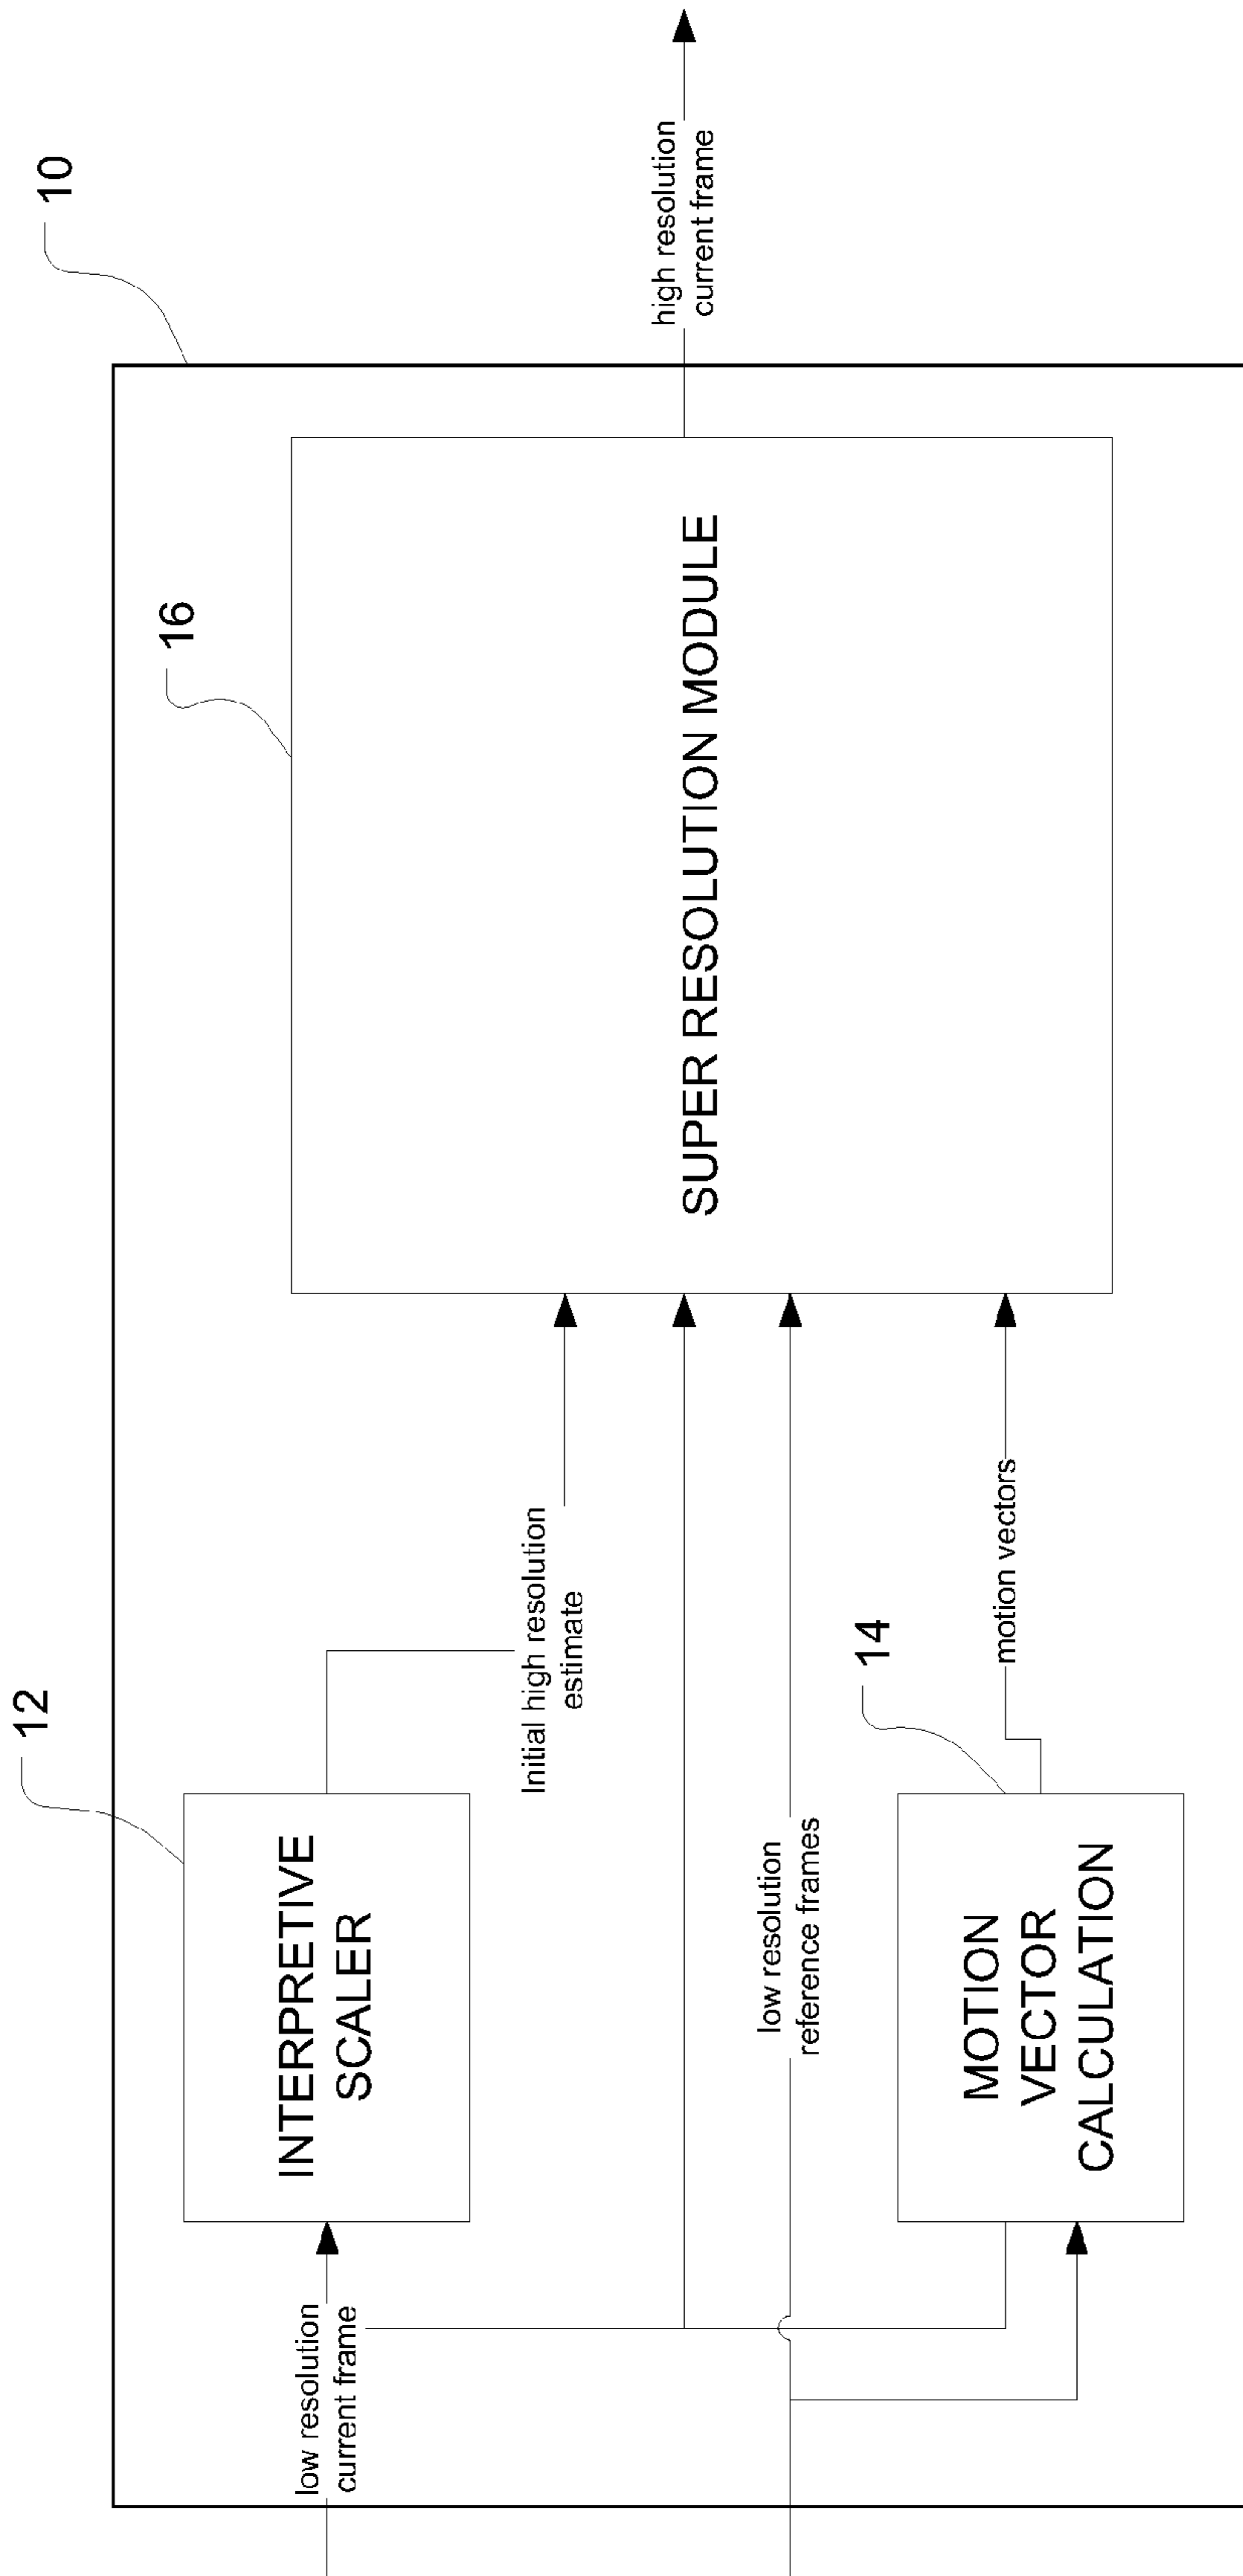 10
12
16
INTERPRETIVE
SCALER
low resolution
current frame
Initial high resolution
estimate
SUPER RESOLUTION MODULE
high resolution
current frame
low resolution
reference frames
14
MOTION
VECTOR
CALCULATION
motion vectors